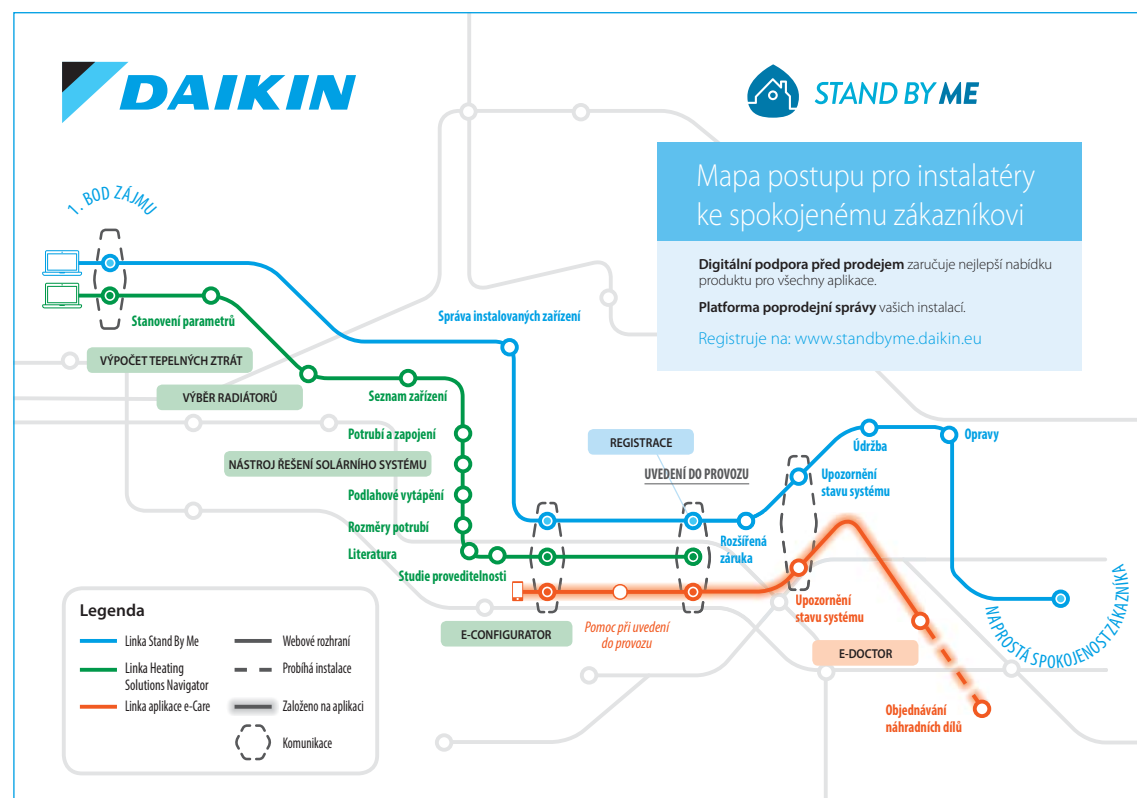 DAIKIN
STAND BY ME
Mapa postupu pro instalatéry
ke spokojenému zákazníkovi
Digitální podpora před prodejem zaručuje nejlepší nabídku
produktu pro všechny aplikace.
Platforma poprodejní správy vašich instalací.
Registruje na: www.standbyme.daikin.eu
1. BOD ZÁJMU
Stanovení parametrů
Správa instalovaných zařízení
VÝPOČET TEPELNÝCH ZTRÁT
VÝBĚR RADIÁTORŮ
Seznam zařízení
Potrubí a zapojení
NÁSTROJ ŘEŠENÍ SOLÁRNÍHO SYSTÉMU
Podlahové vytápění
Rozměry potrubí
Literatura
Studie proveditelnosti
REGISTRACE
UVEDENÍ DO PROVOZU
Rozšířená
záruka
Upozornění
stavu systému
Údržba
Opravy
Upozornění
stavu systému
E-CONFIGURATOR
Pomoc při uvedení
do provozu
E-DOCTOR
Objednávání
náhradních dílů
NAPROSTÁ SPOKOJENOST ZÁKAZNÍKA
Legenda
Linka Stand By Me
Linka Heating
Solutions Navigator
Linka aplikace e-Care
Webové rozhraní
Probíhá instalace
Založeno na aplikaci
Komunikace